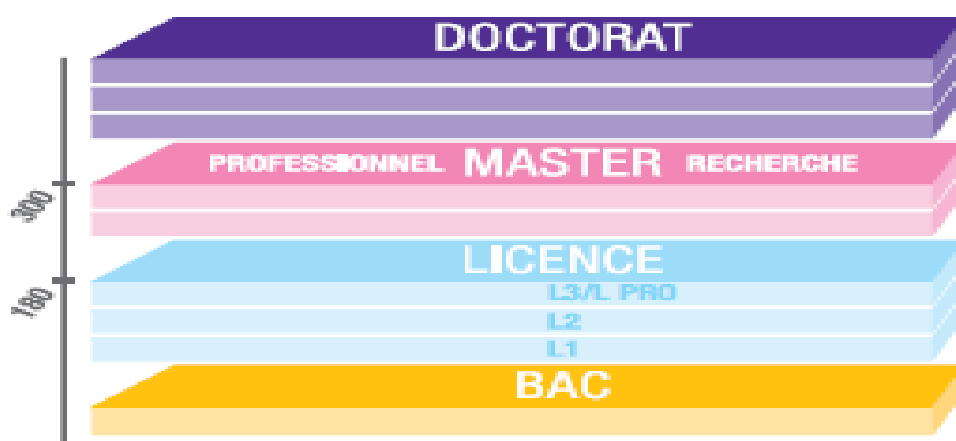 DOCTORAT
PROFESSIONNEL MASTER RECHERCHE
300
LICENCE
L3/L PRO
180
L2
L1
BAC